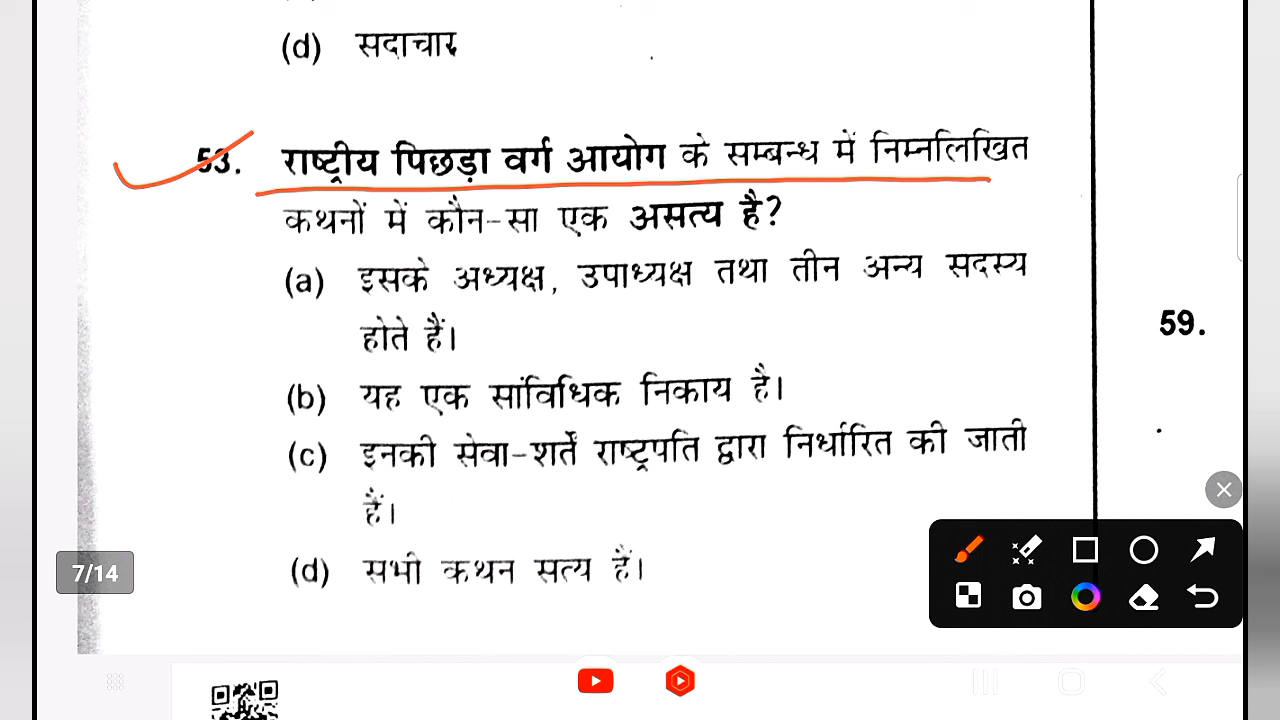 (d) सदाचार
53. राष्ट्रीय पिछड़ा वर्ग आयोग के सम्बन्ध में निम्नलिखित
कथनों में कौन-सा एक असत्य है?
(a) इसके अध्यक्ष, उपाध्यक्ष तथा तीन अन्य सदस्य
होते हैं।
(b) यह एक सांविधिक निकाय है।
(c) इनकी सेवा-शर्तें राष्ट्रपति द्वारा निर्धारित की जाती
हैं।
(d) सभी कथन सत्य हैं।
59.
7/14